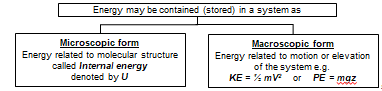 Energy may be contained (stored) in a system as
Microscopic form
Energy related to molecular structure
called Internal energy
denoted by U
Macroscopic form
Energy related to motion or elevation
of the system e.g.
KE = ½ mV² or PE = mgz